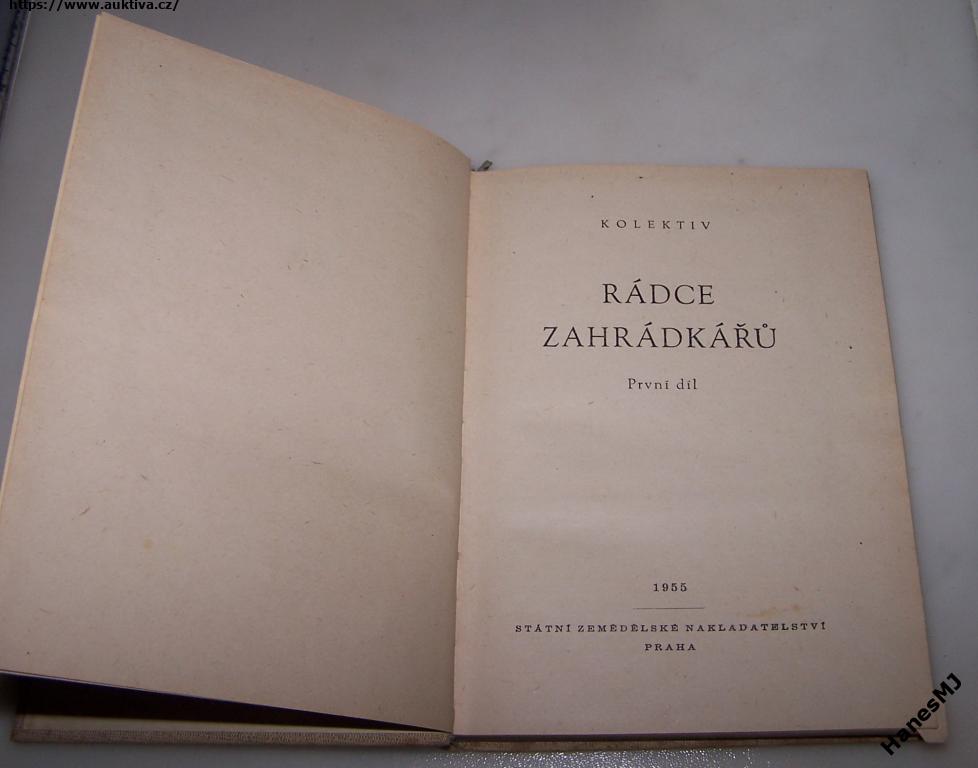 https://www.auktiva.cz/
KOLEKTIV
RÁDCE
ZAHRÁDKÁŘŮ
První díl
1955
STÁTNÍ ZEMĚDĚLSKÉ NAKLADATELSTVÍ
PRAHA
HanesMJ